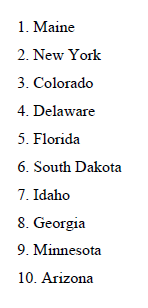 1. Maine
2. New York
3. Colorado
4. Delaware
5. Florida
6. South Dakota
7. Idaho
8. Georgia
9. Minnesota
10. Arizona